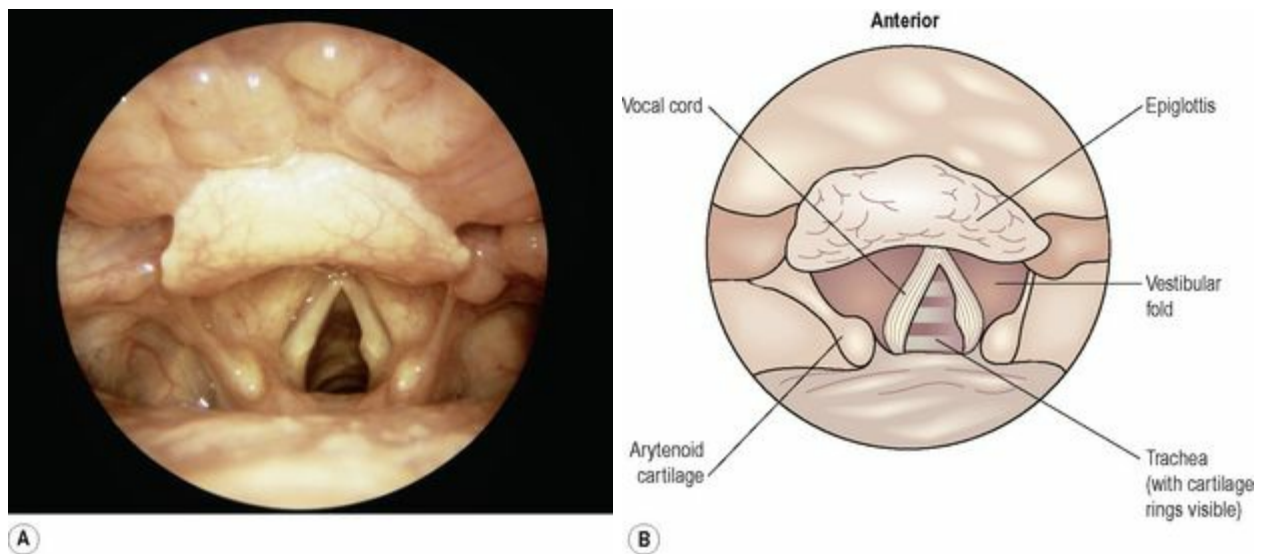 Anterior
Vocal cord
Epiglottis
Vestibular
fold
Arytenoid
cartilage
Trachea
(with cartilage
rings visible)
A
B